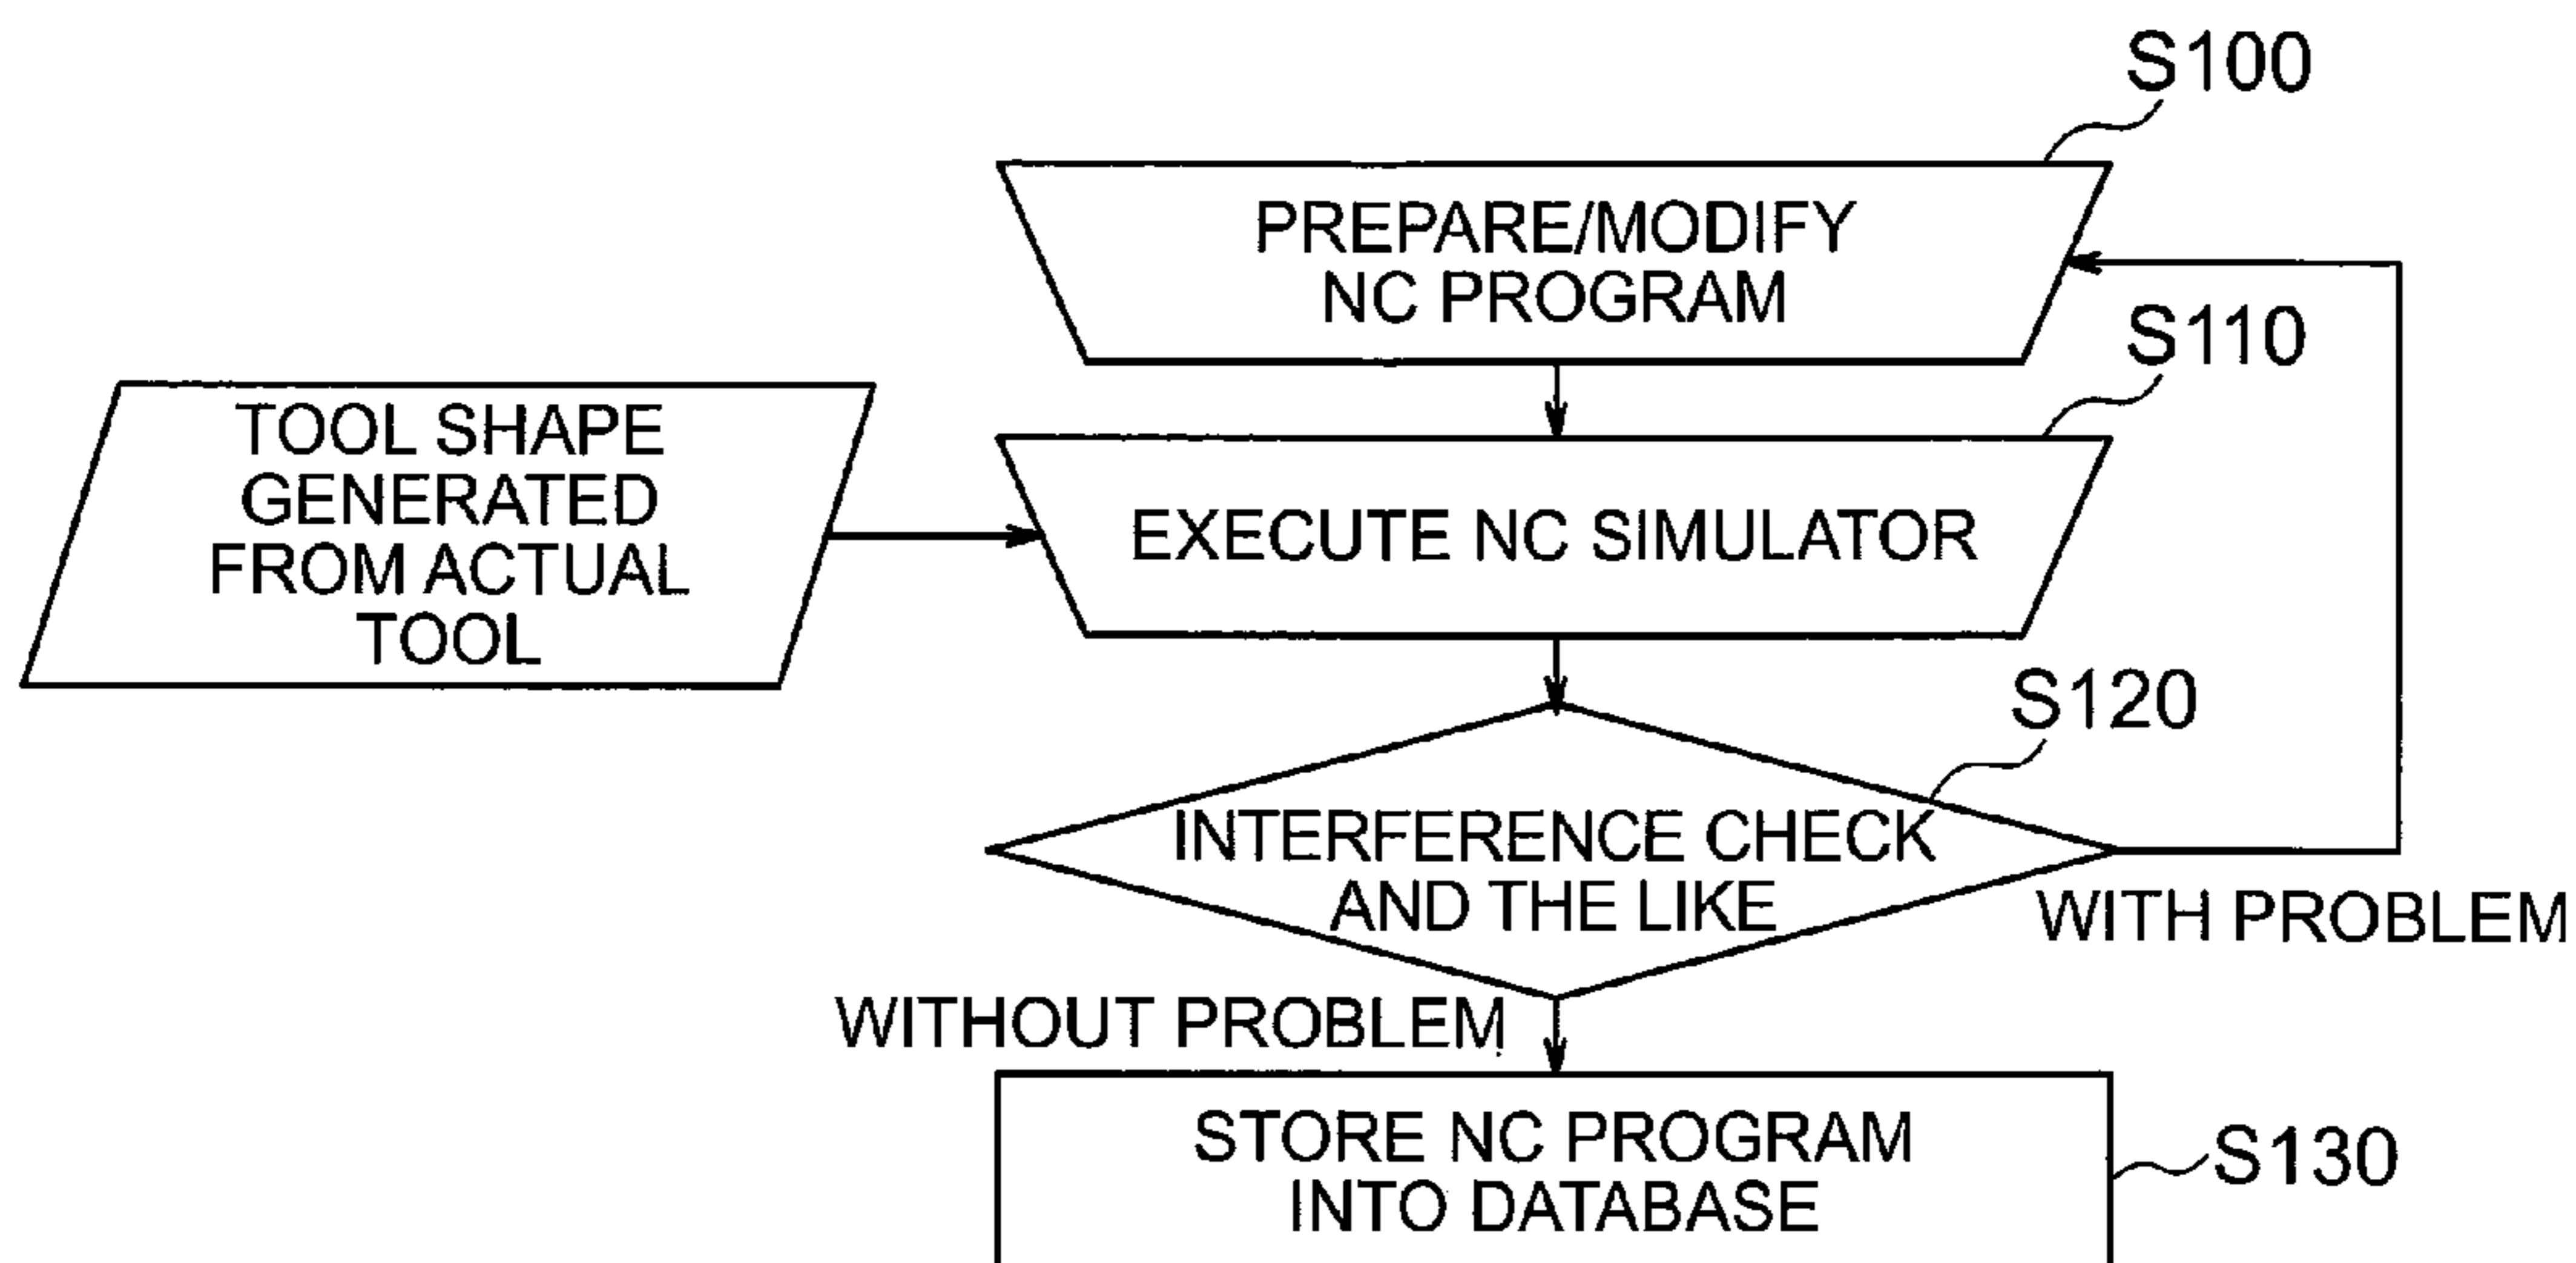 S100
PREPARE/MODIFY
NC PROGRAM
S110
TOOL SHAPE
GENERATED
FROM ACTUAL
TOOL
EXECUTE NC SIMULATOR
S120
INTERFERENCE CHECK
AND THE LIKE
WITH PROBLEM
WITHOUT PROBLEM
STORE NC PROGRAM
INTO DATABASE
S130